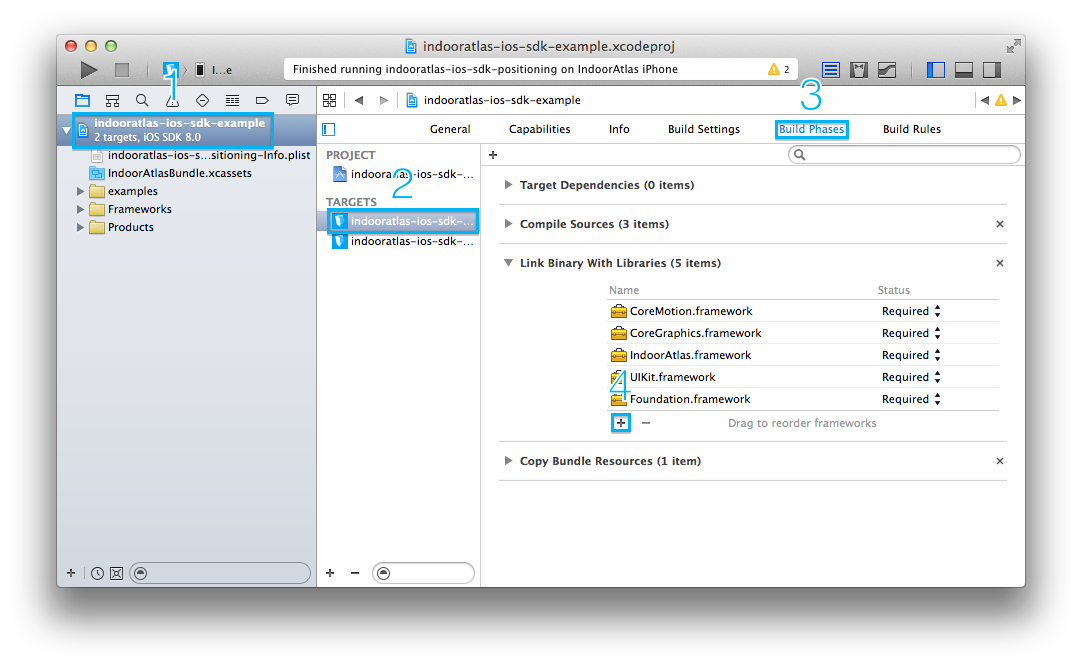 indooratlas-ios-sdk-example.xcodeproj
I...e
Finished running indooratlas-ios-sdk-positioning on IndoorAtlas iPhone
2
1
3
indooratlas-ios-sdk-example
indooratlas-ios-sdk-example
2 targets, iOS SDK 8.0
indooratlas-ios-s...sitioning-Info.plist
IndoorAtlasBundle.xcassets
examples
Frameworks
Products
General Capabilities Info Build Settings Build Phases Build Rules
PROJECT
indooratlas-ios-sdk-...
2
TARGETS
indooratlas-ios-sdk-...
indooratlas-ios-sdk-...
+
Target Dependencies (0 items)
Compile Sources (3 items)
Link Binary With Libraries (5 items)
Name Status
CoreMotion.framework Required
CoreGraphics.framework Required
IndoorAtlas.framework Required
UIKit.framework Required
4
Foundation.framework Required
+ − Drag to reorder frameworks
Copy Bundle Resources (1 item)